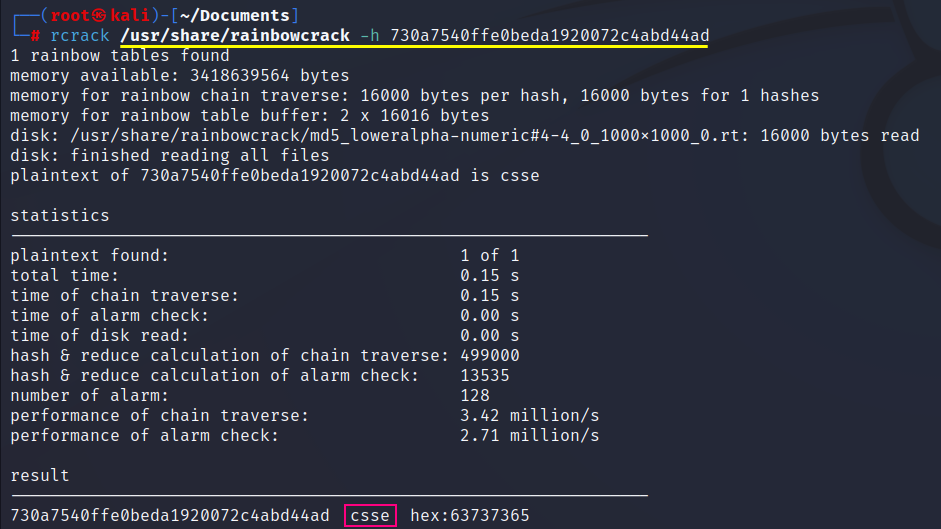 ┌──(root㉿kali)-[~/Documents]
└─# rcrack /usr/share/rainbowcrack -h 730a7540ffe0beda1920072c4abd44ad
1 rainbow tables found
memory available: 3418639564 bytes
memory for rainbow chain traverse: 16000 bytes per hash, 16000 bytes for 1 hashes
memory for rainbow table buffer: 2 x 16016 bytes
disk: /usr/share/rainbowcrack/md5_loweralpha-numeric#4-4_0_1000×1000_0.rt: 16000 bytes read
disk: finished reading all files
plaintext of 730a7540ffe0beda1920072c4abd44ad is csse
statistics
plaintext found: 1 of 1
total time: 0.15 s
time of chain traverse: 0.15 s
time of alarm check: 0.00 s
time of disk read: 0.00 s
hash & reduce calculation of chain traverse: 499000
hash & reduce calculation of alarm check: 13535
number of alarm: 128
performance of chain traverse: 3.42 million/s
performance of alarm check: 2.71 million/s
result
730a7540ffe0beda1920072c4abd44ad csse hex:63737365